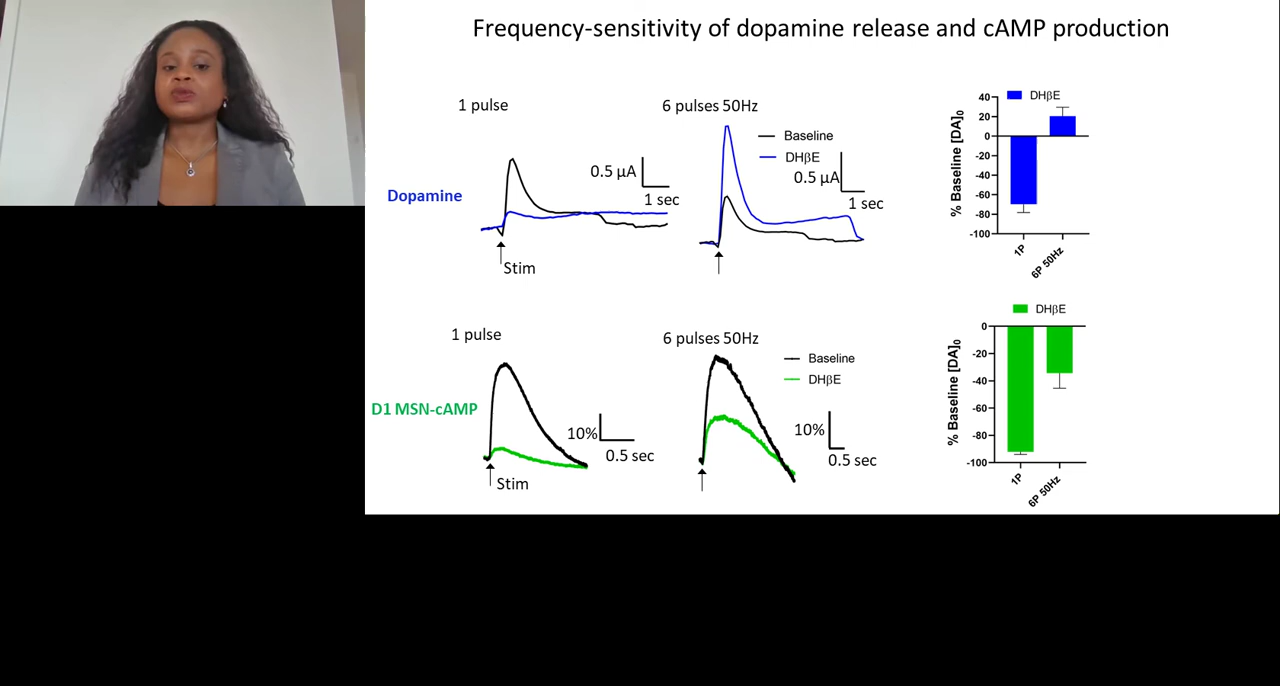 Frequency-sensitivity of dopamine release and cAMP production
1 pulse
6 pulses 50Hz
Baseline
DHβE
0.5 µA
1 sec
0.5 µA
1 sec
Dopamine
Stim
DHβE
% Baseline [DA]0
40
20
0
-20
-40
-60
-80
-100
1P
6P 50Hz
1 pulse
6 pulses 50Hz
Baseline
DHβE
D1 MSN-cAMP
10%
0.5 sec
10%
0.5 sec
Stim
DHβE
% Baseline [DA]0
0
-20
-40
-60
-80
-100
1P
6P 50Hz